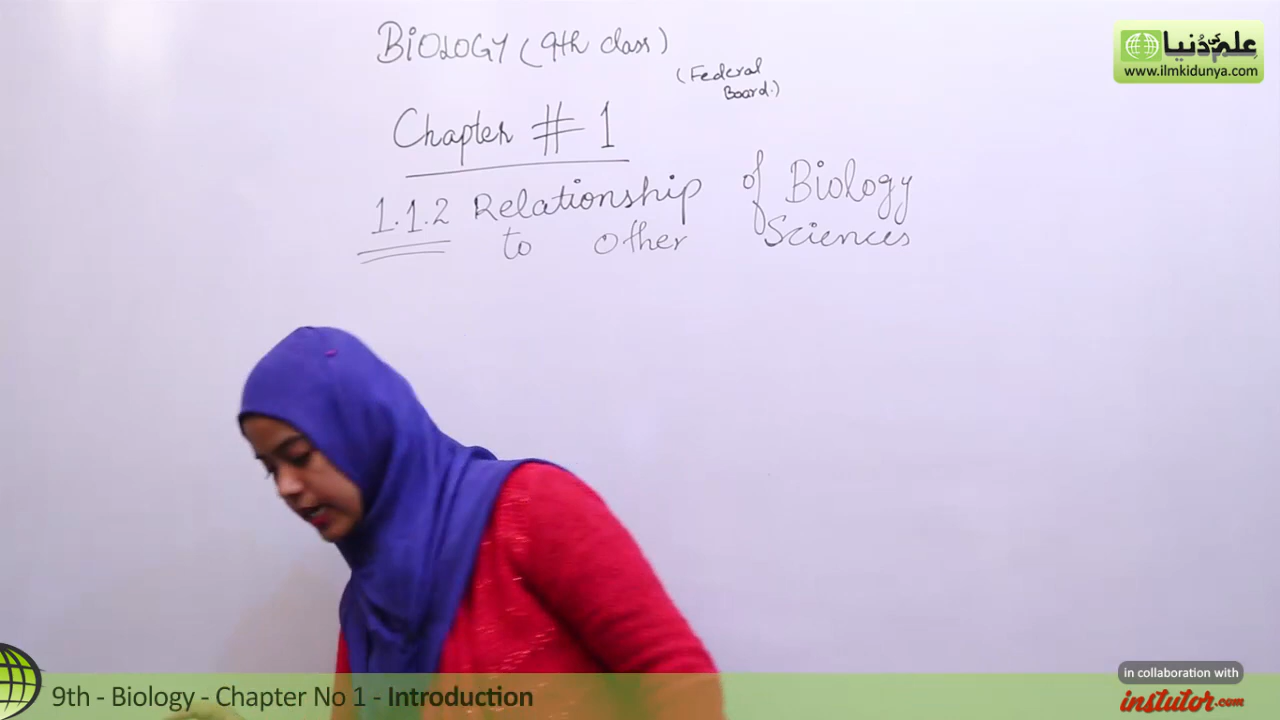 BIOLOGY (9th class)
(Federal
Board.)
Chapter # 1
1.1.2 Relationship of Biology
to other Sciences
علم کی دُنیا
www.ilmkidunya.com
in collaboration with
instutor.com
9th - Biology - Chapter No 1 - Introduction